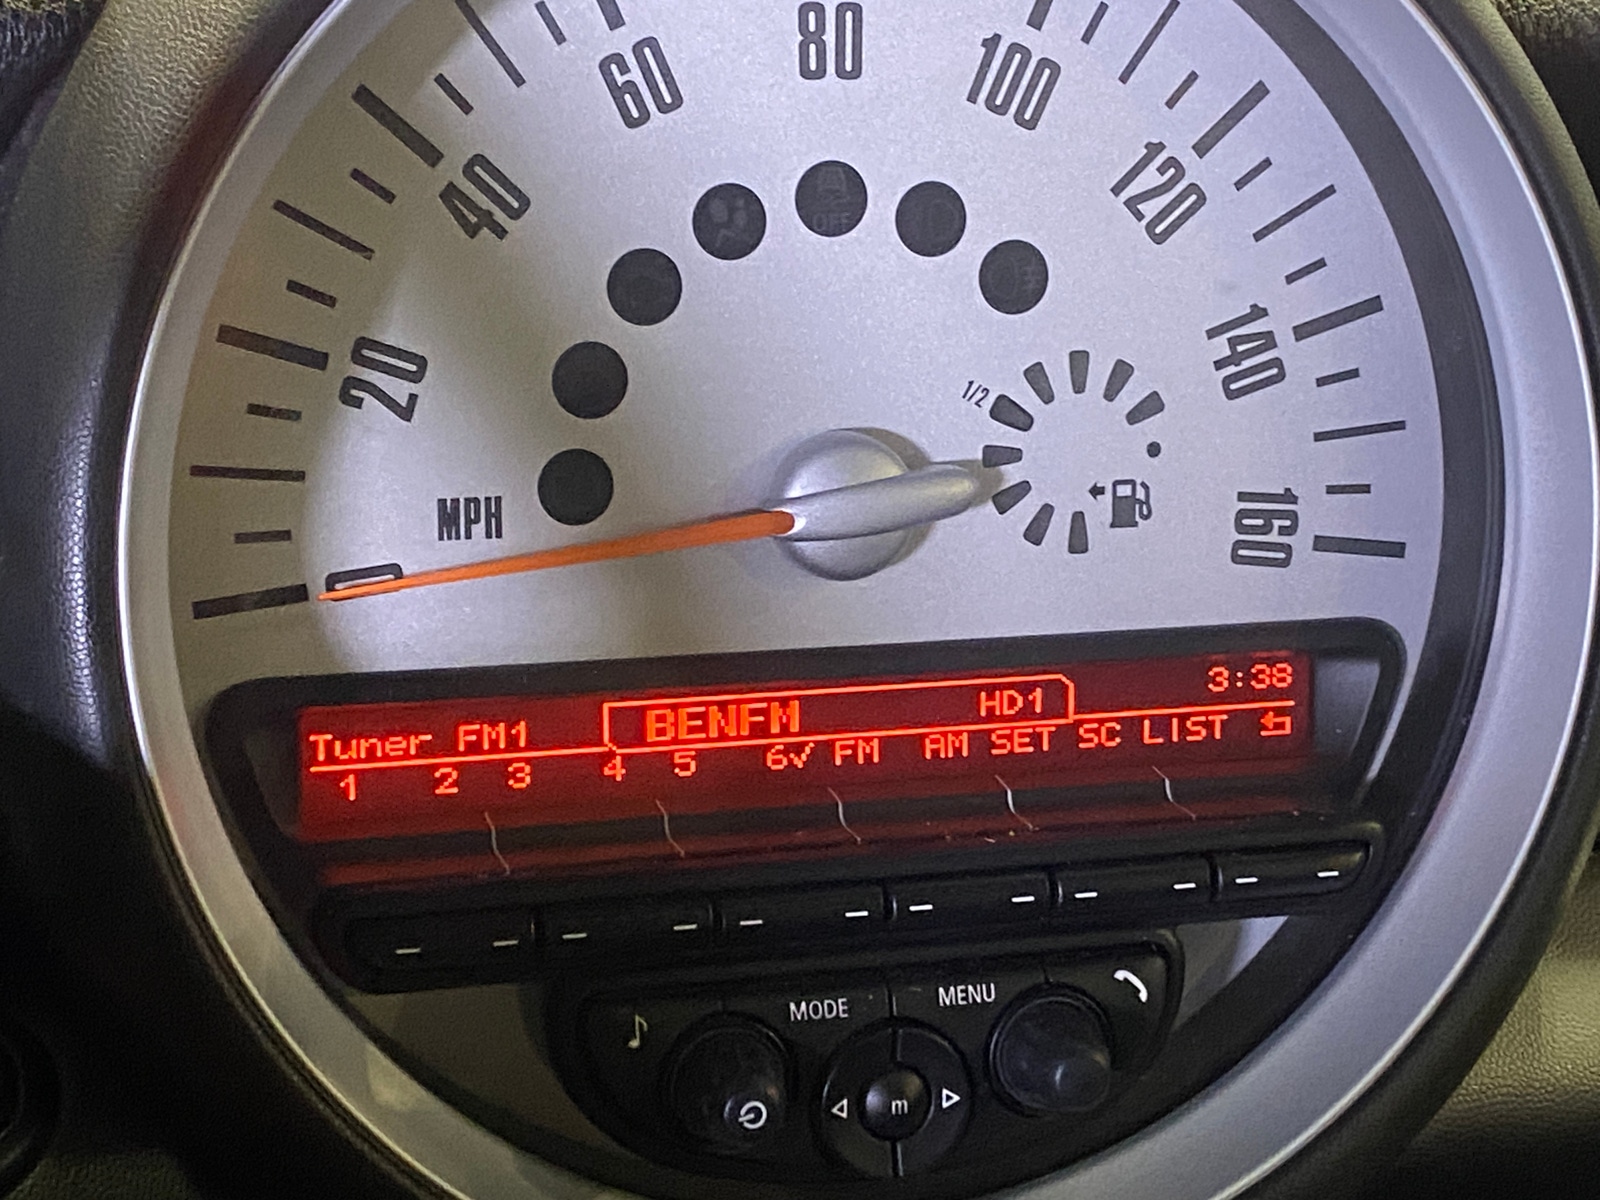 80
60
100
40
120
20
140
1/2
MPH
160
0
OFF
Tuner FM1
BENFM HD1
3:38
1 2 3 4 5 6✓ FM AM SET SC LIST
MODE
MENU
m